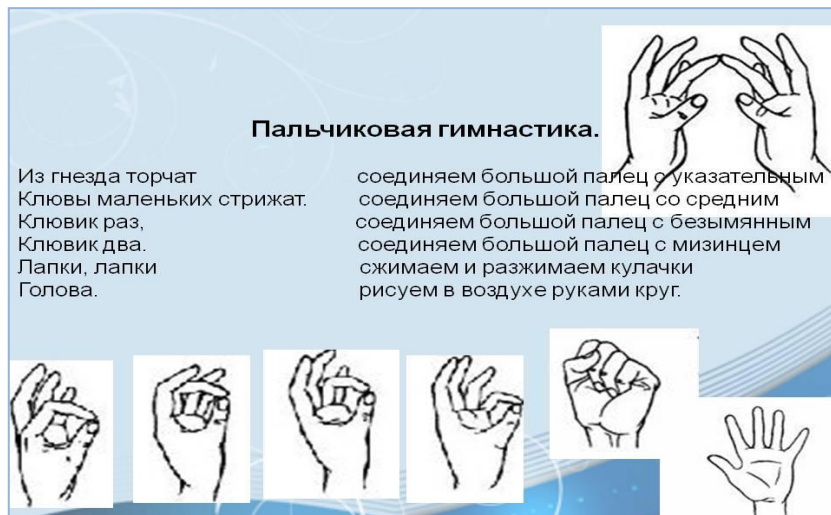 Пальчиковая гимнастика.
Из гнезда торчат соединяем большой палец с указательным
Клювы маленьких стрижат. соединяем большой палец со средним
Клювик раз, соединяем большой палец с безымянным
Клювик два. соединяем большой палец с мизинцем
Лапки, лапки сжимаем и разжимаем кулачки
Голова. рисуем в воздухе руками круг.